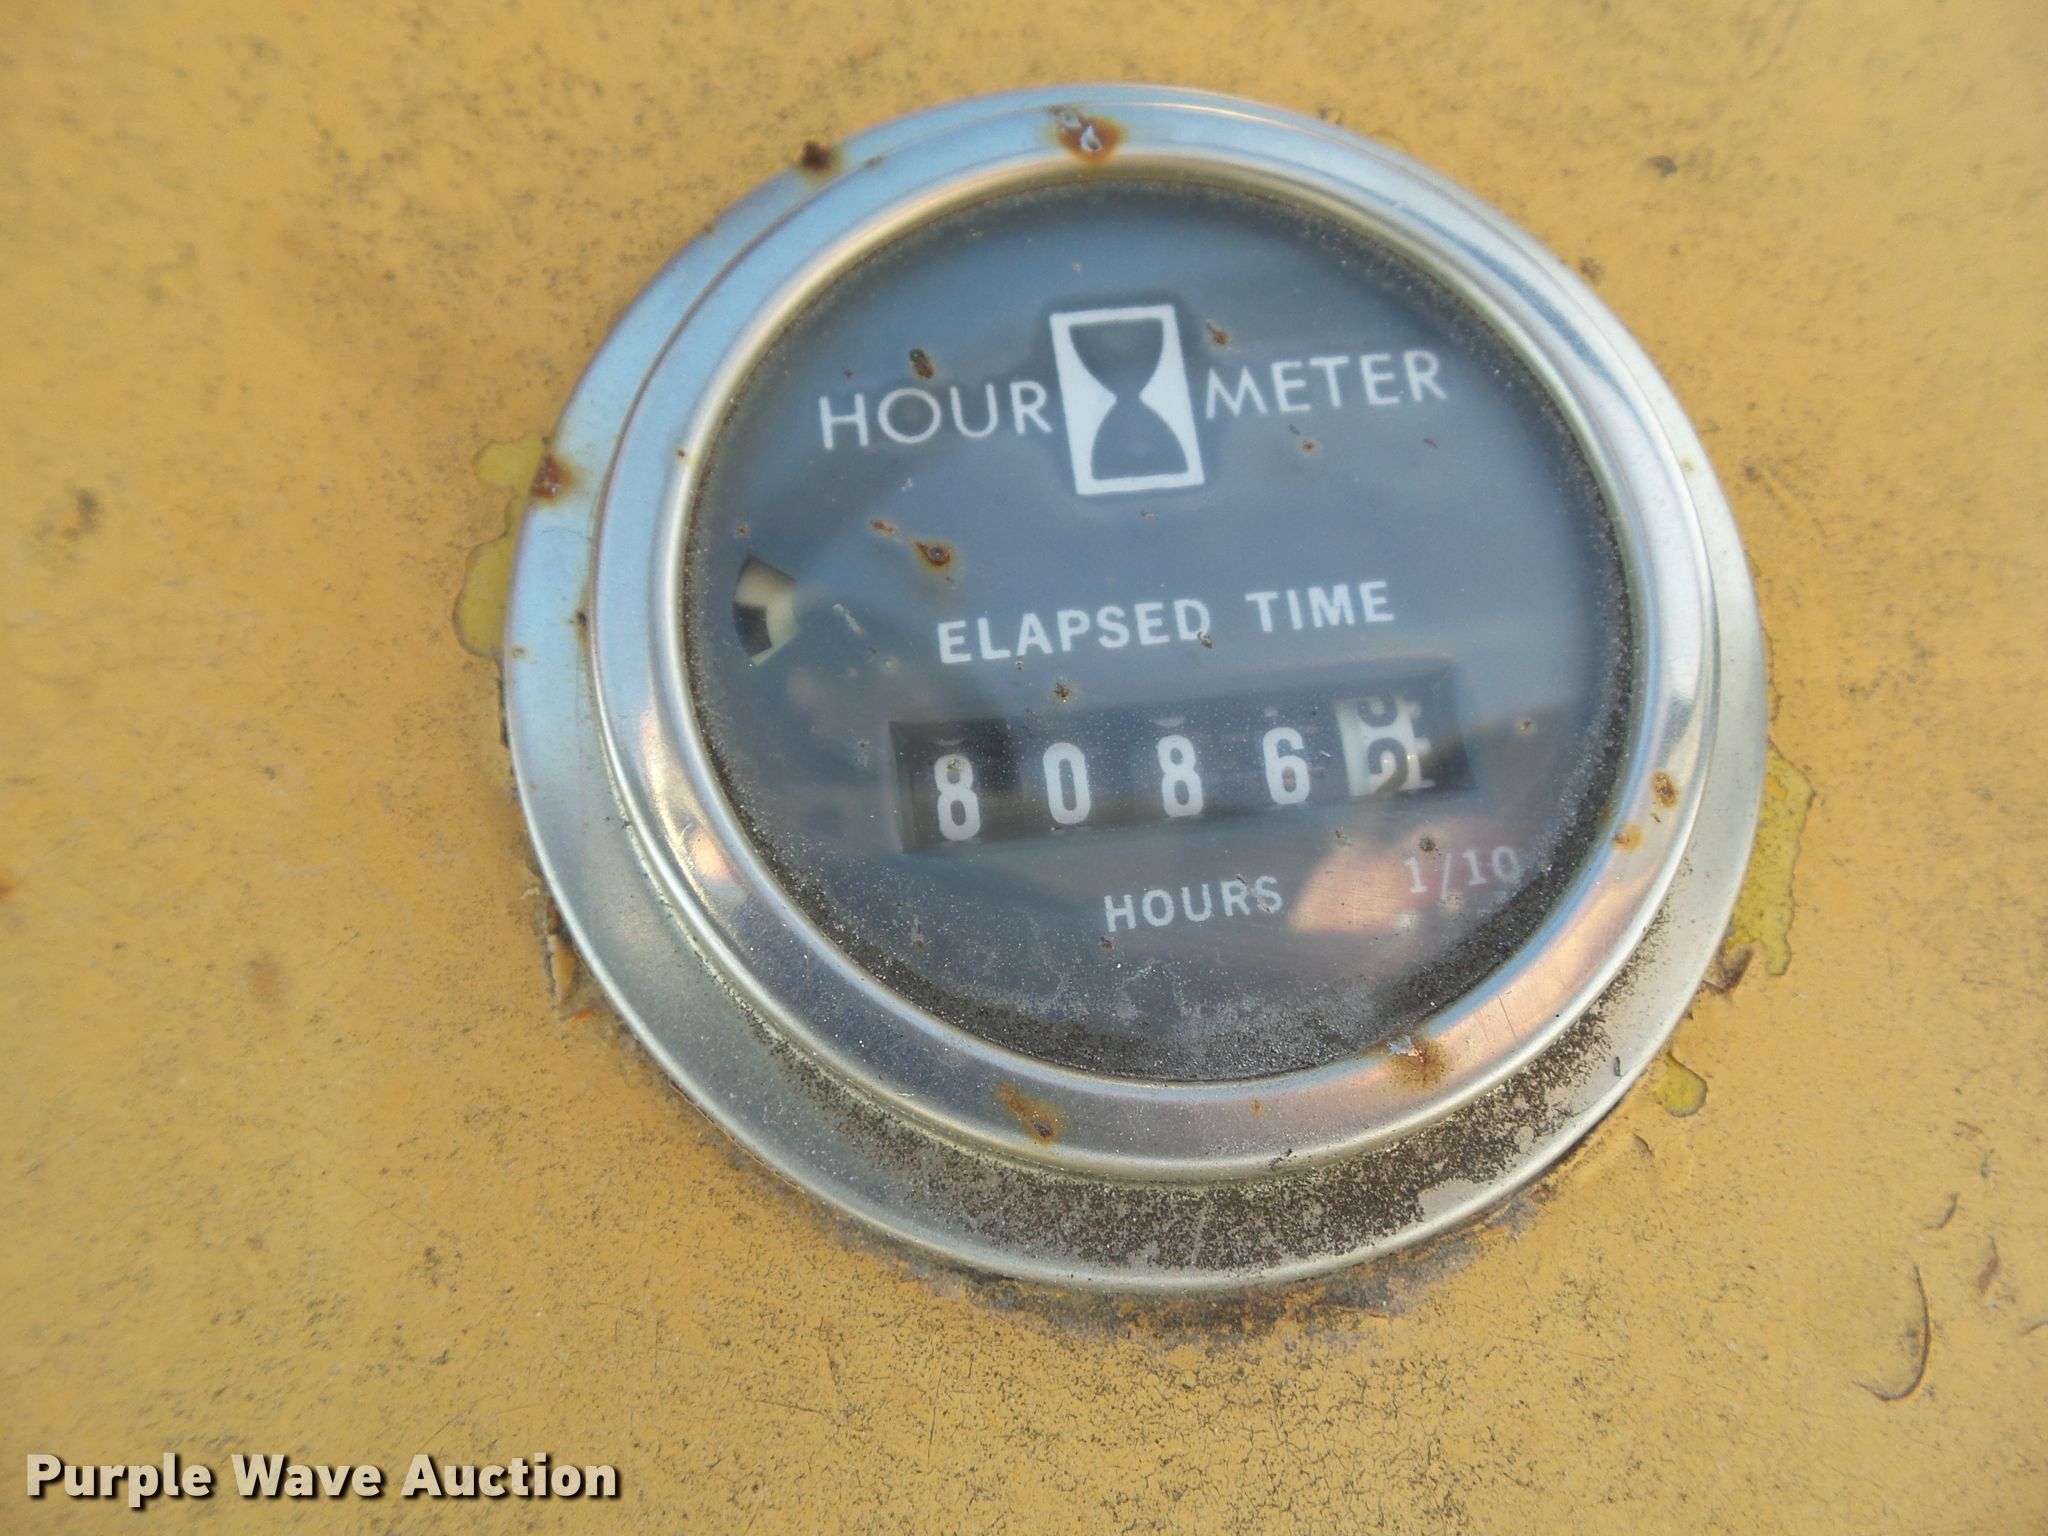 HOUR METER
ELAPSED TIME
8086
HOURS 1/10
Purple Wave Auction